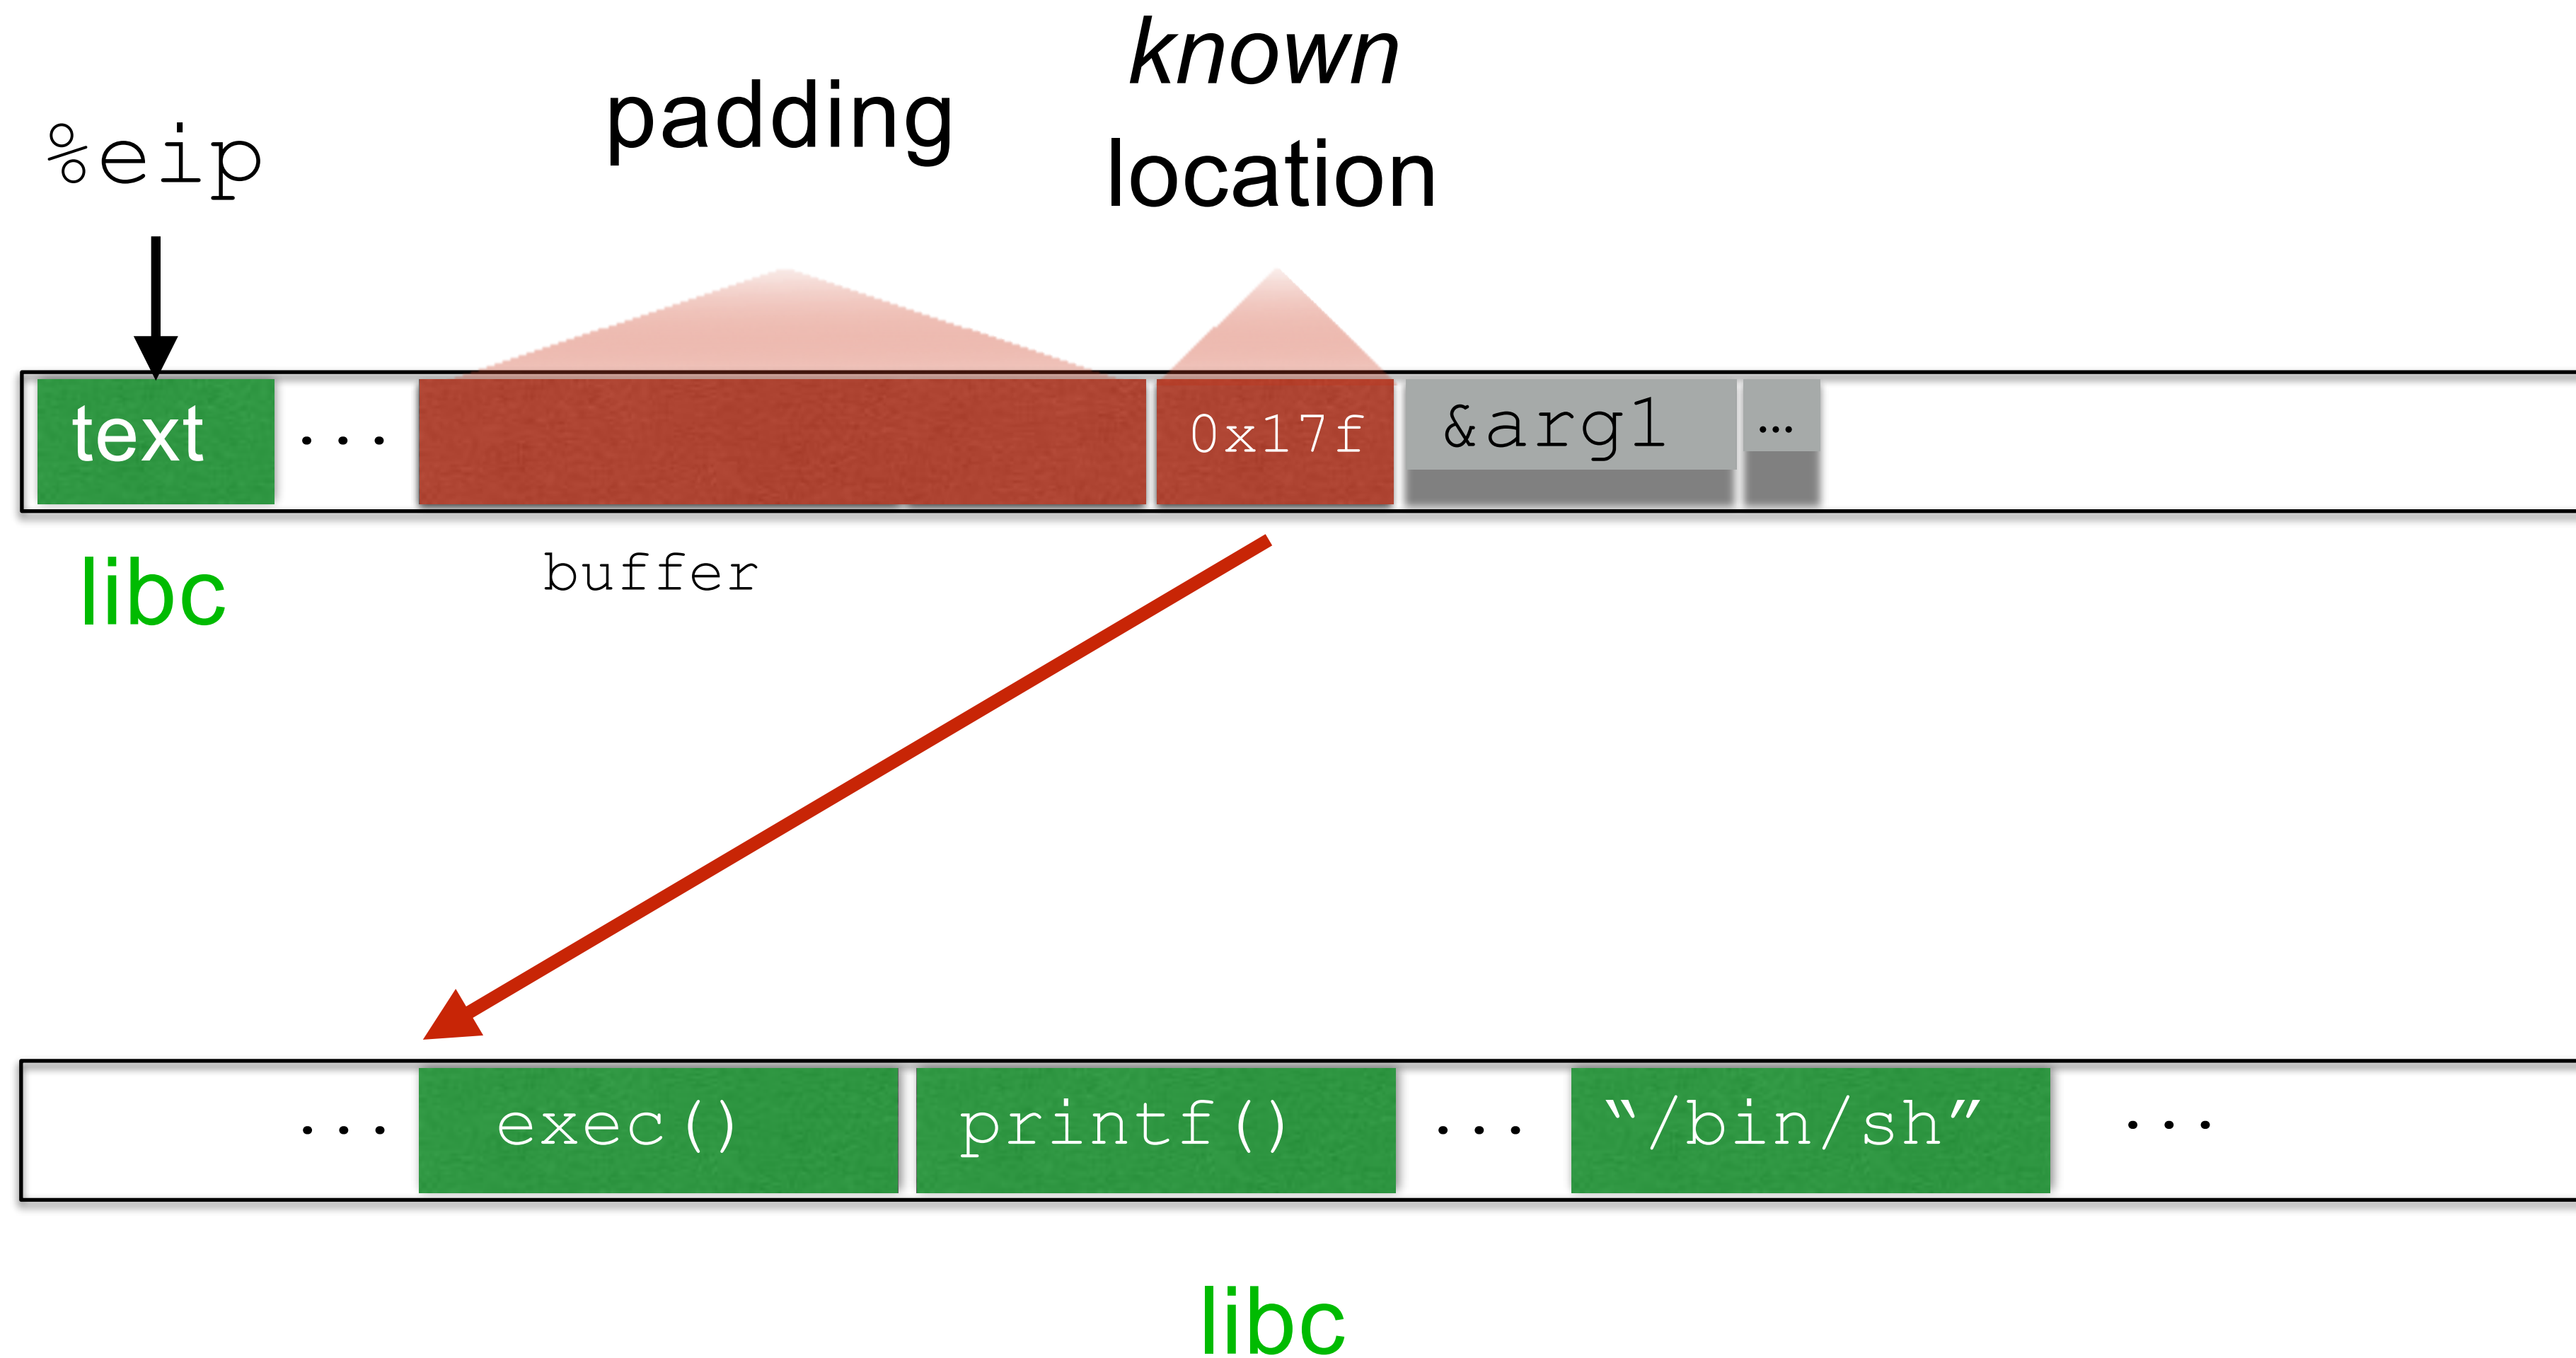 known
location
padding
%eip
text ... 0x17f &arg1 ...
libc
buffer
... exec() printf() ... “/bin/sh” ...
libc